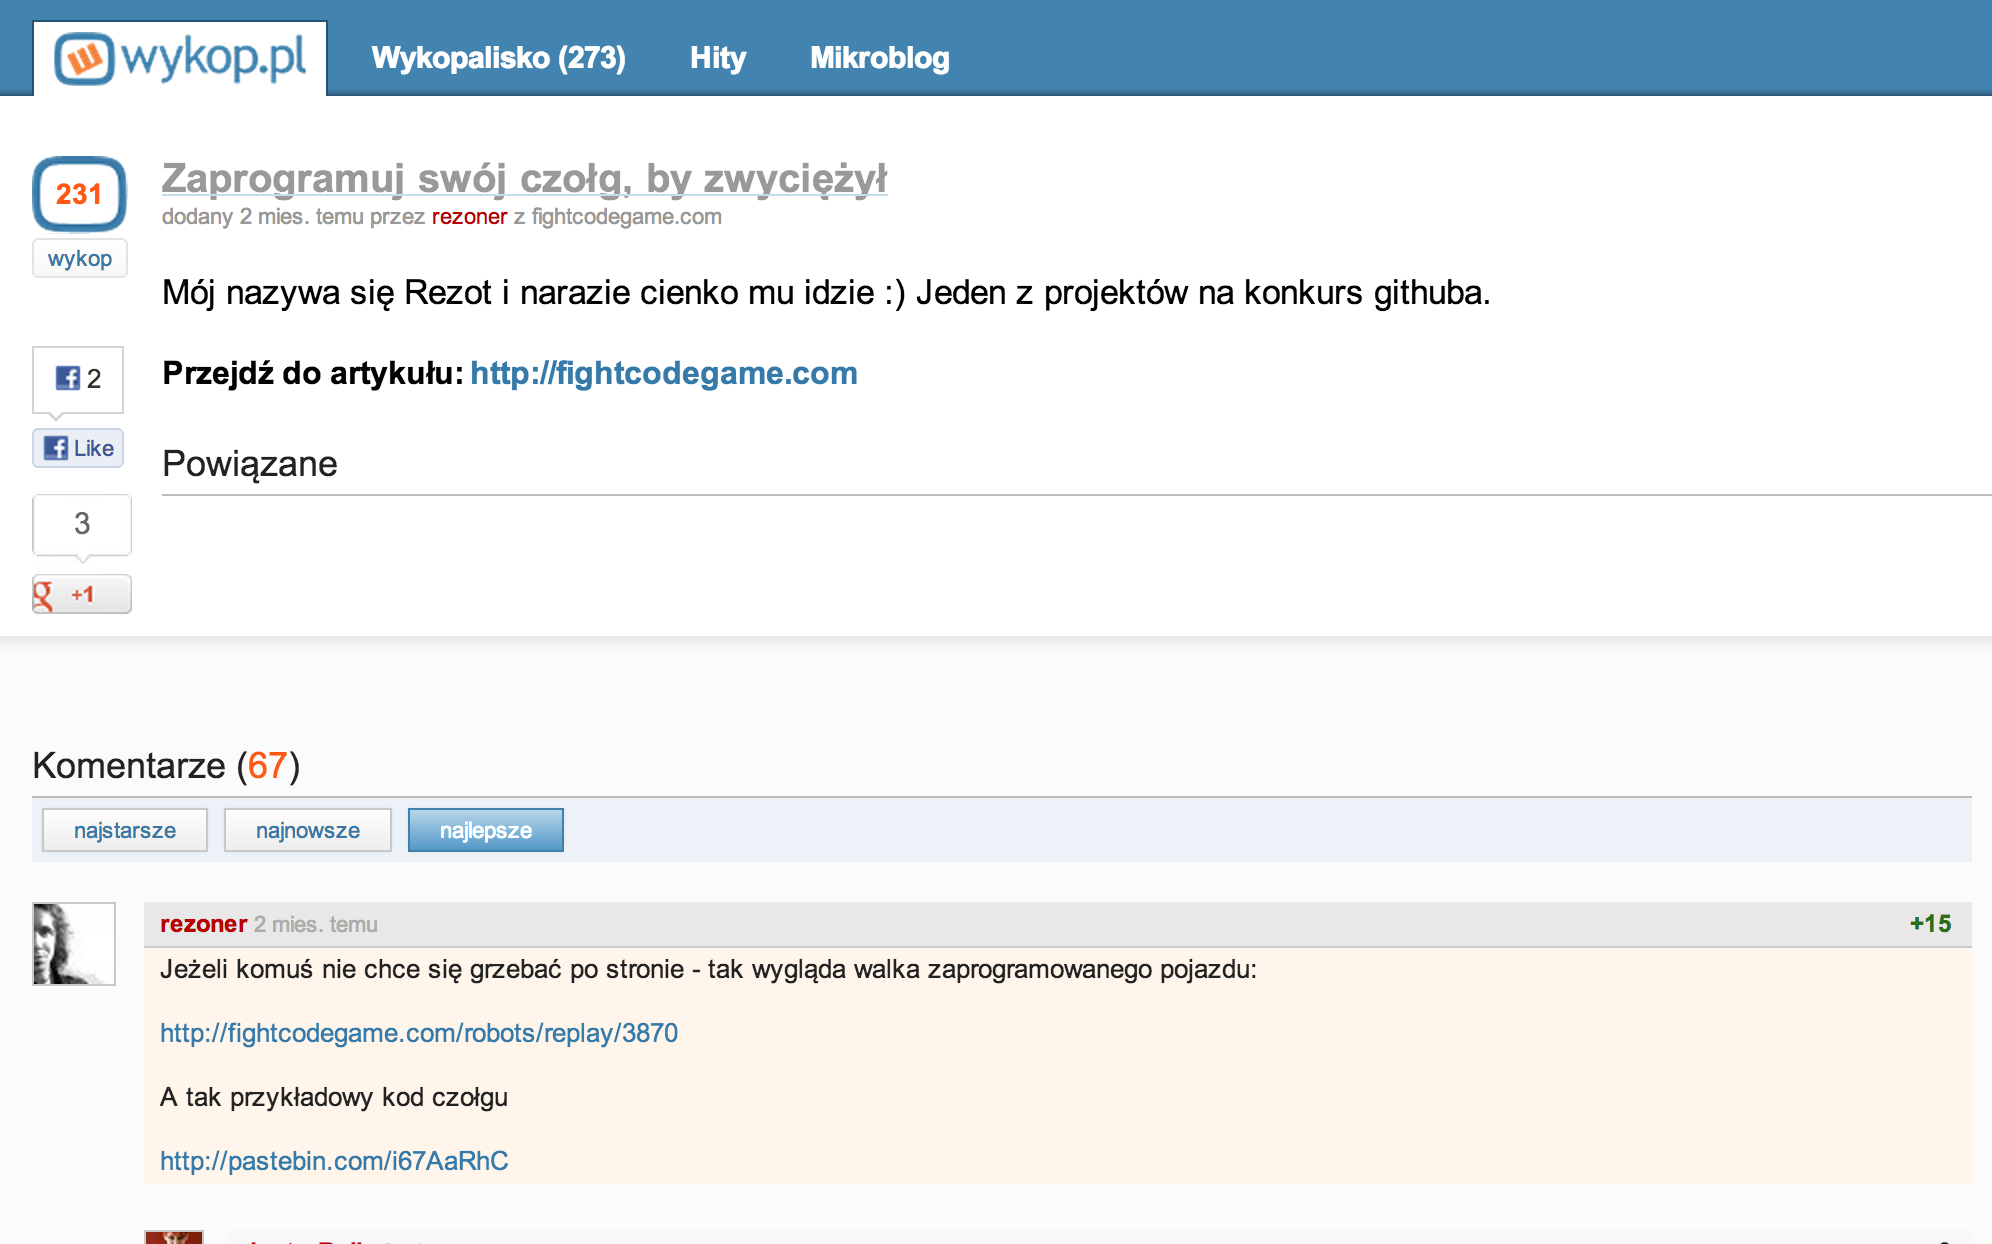 wykop.pl
Wykopalisko (273) Hity Mikroblog
231
wykop
Zaprogramuj swój czołg, by zwyciężył
dodany 2 mies. temu przez rezoner z fightcodegame.com
Mój nazywa się Rezot i narazie cienko mu idzie :) Jeden z projektów na konkurs githuba.
Przejdź do artykułu: http://fightcodegame.com
2
Like
3
+1
Powiązane
Komentarze (67)
najstarsze najnowsze najlepsze
rezoner 2 mies. temu +15
Jeżeli komuś nie chce się grzebać po stronie - tak wygląda walka zaprogramowanego pojazdu:
http://fightcodegame.com/robots/replay/3870
A tak przykładowy kod czołgu
http://pastebin.com/i67AaRhC